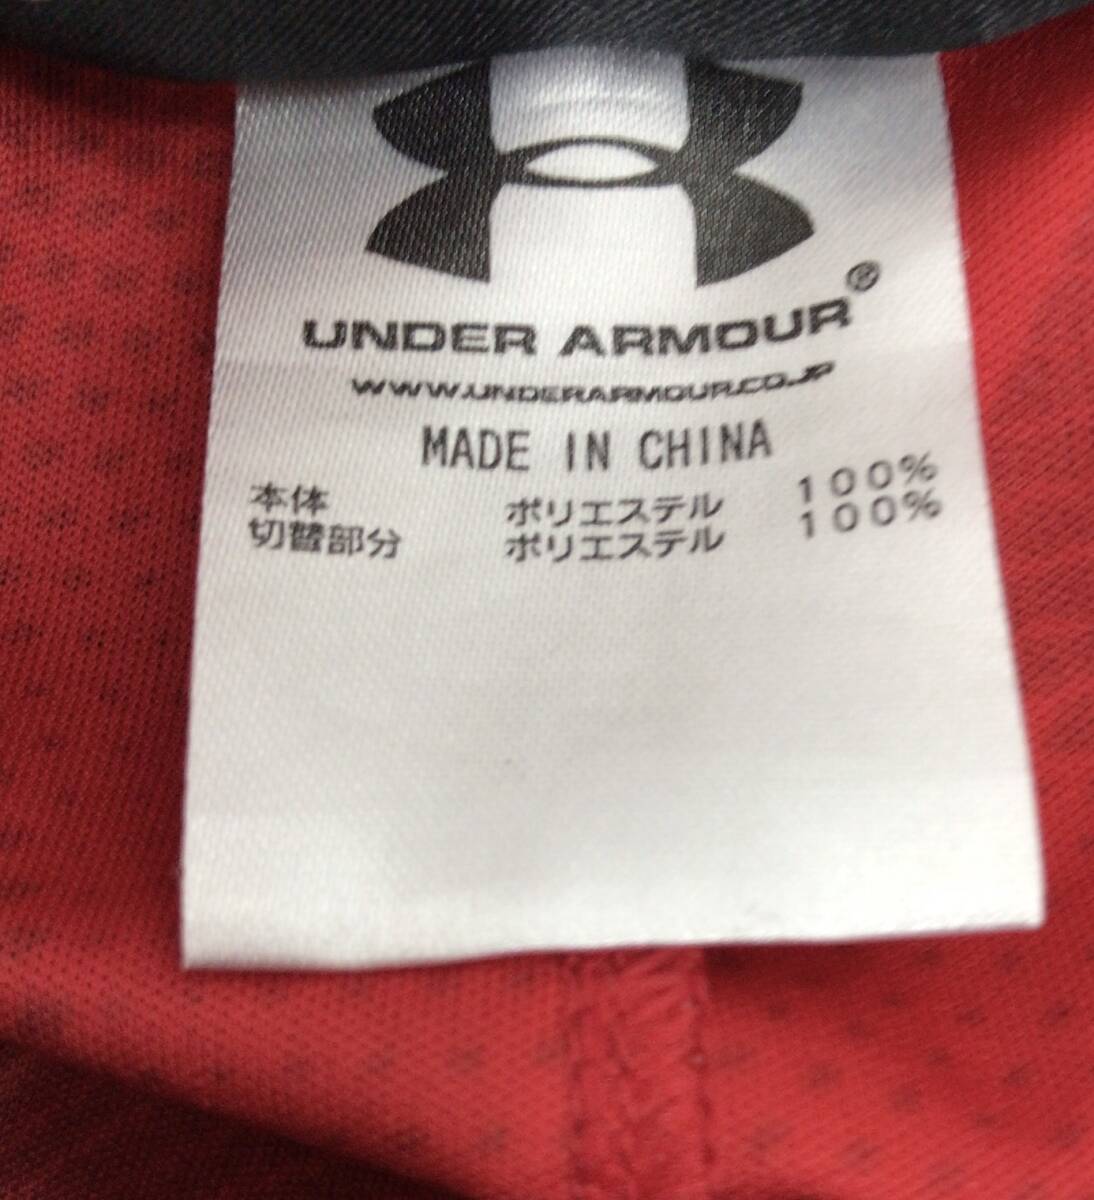 UNDER ARMOUR®
WWW.UNDERARMOUR.CO.JP
MADE IN CHINA
本体 ポリエステル 100%
切替部分 ポリエステル 100%